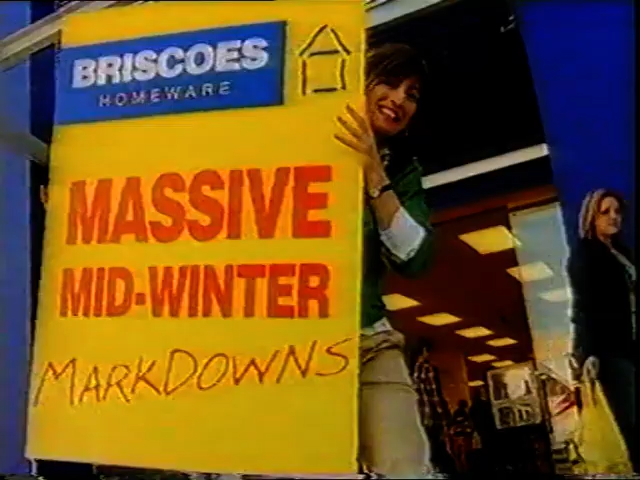 BRISCOES
HOMEWARE
MASSIVE
MID-WINTER
MARKDOWNS